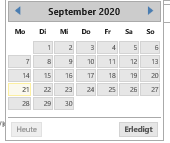 September 2020
Mo Di Mi Do Fr Sa So
1 2 3 4 5 6
7 8 9 10 11 12 13
14 15 16 17 18 19 20
21 22 23 24 25 26 27
28 29 30
Heute Erledigt